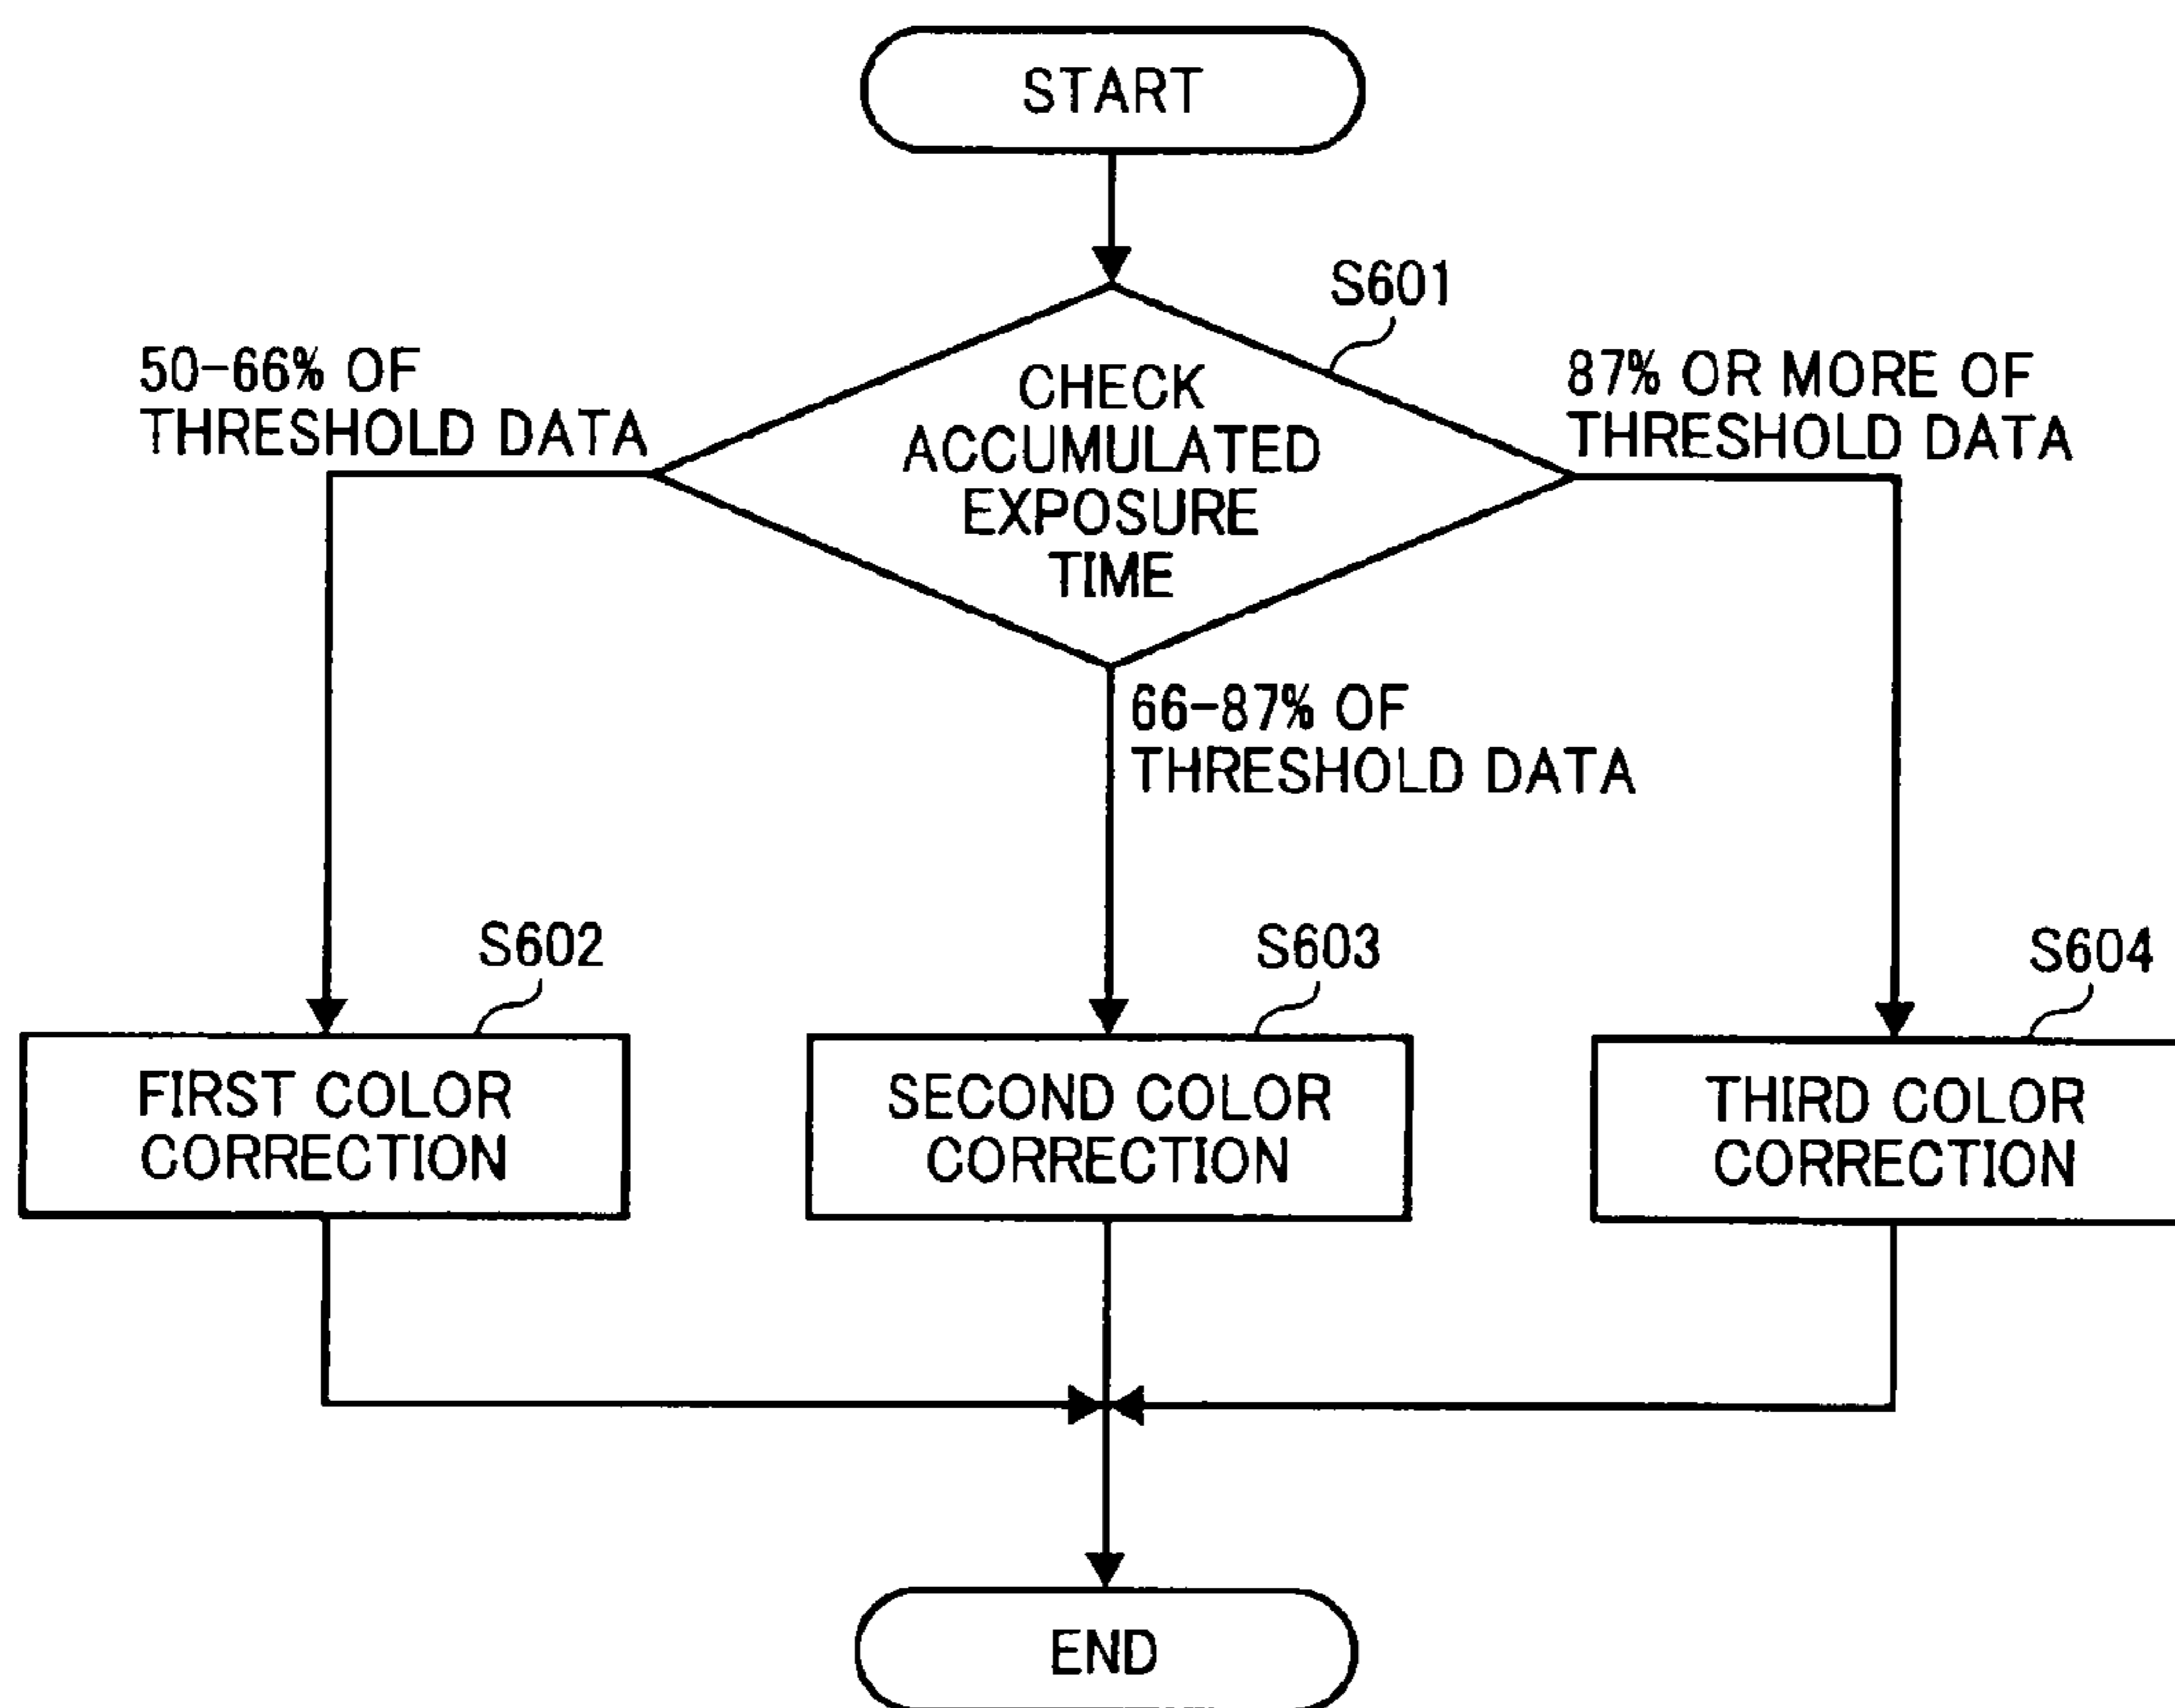 START
S601
CHECK
ACCUMULATED
EXPOSURE
TIME
50-66% OF
THRESHOLD DATA
87% OR MORE OF
THRESHOLD DATA
66-87% OF
THRESHOLD DATA
S602
S603
S604
FIRST COLOR
CORRECTION
SECOND COLOR
CORRECTION
THIRD COLOR
CORRECTION
END